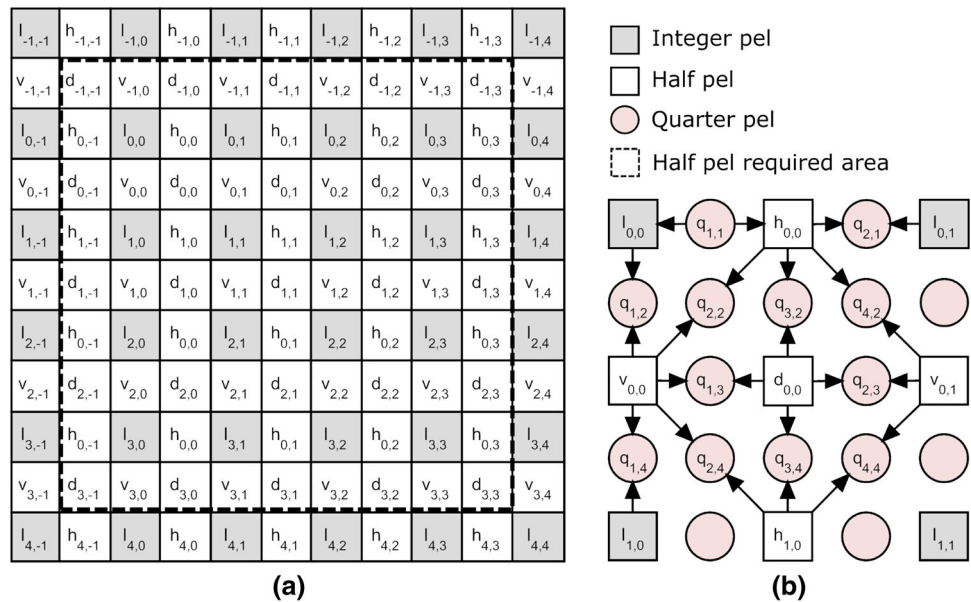 I-1,-1 h-1,-1 I-1,0 h-1,0 I-1,1 h-1,1 I-1,2 h-1,2 I-1,3 h-1,3 I-1,4
v-1,-1 d-1,-1 v-1,0 d-1,0 v-1,1 d-1,1 v-1,2 d-1,2 v-1,3 d-1,3 v-1,4
I0,-1 h0,-1 I0,0 h0,0 I0,1 h0,1 I0,2 h0,2 I0,3 h0,3 I0,4
v0,-1 d0,-1 v0,0 d0,0 v0,1 d0,1 v0,2 d0,2 v0,3 d0,3 v0,4
I1,-1 h1,-1 I1,0 h1,0 I1,1 h1,1 I1,2 h1,2 I1,3 h1,3 I1,4
v1,-1 d1,-1 v1,0 d1,0 v1,1 d1,1 v1,2 d1,2 v1,3 d1,3 v1,4
I2,-1 h0,-1 I2,0 h0,0 I2,1 h0,1 I2,2 h0,2 I2,3 h0,3 I2,4
v2,-1 d2,-1 v2,0 d2,0 v2,1 d2,1 v2,2 d2,2 v2,3 d2,3 v2,4
I3,-1 h0,-1 I3,0 h0,0 I3,1 h0,1 I3,2 h0,2 I3,3 h0,3 I3,4
v3,-1 d3,-1 v3,0 d3,0 v3,1 d3,1 v3,2 d3,2 v3,3 d3,3 v3,4
I4,-1 h4,-1 I4,0 h4,0 I4,1 h4,1 I4,2 h4,2 I4,3 h4,3 I4,4
(a)
Integer pel
Half pel
Quarter pel
Half pel required area
I0,0 q1,1 h0,0 q2,1 I0,1
q1,2 q2,2 q3,2 q4,2
v0,0 q1,3 d0,0 q2,3 v0,1
q1,4 q2,4 q3,4 q4,4
I1,0 h1,0 I1,1
(b)